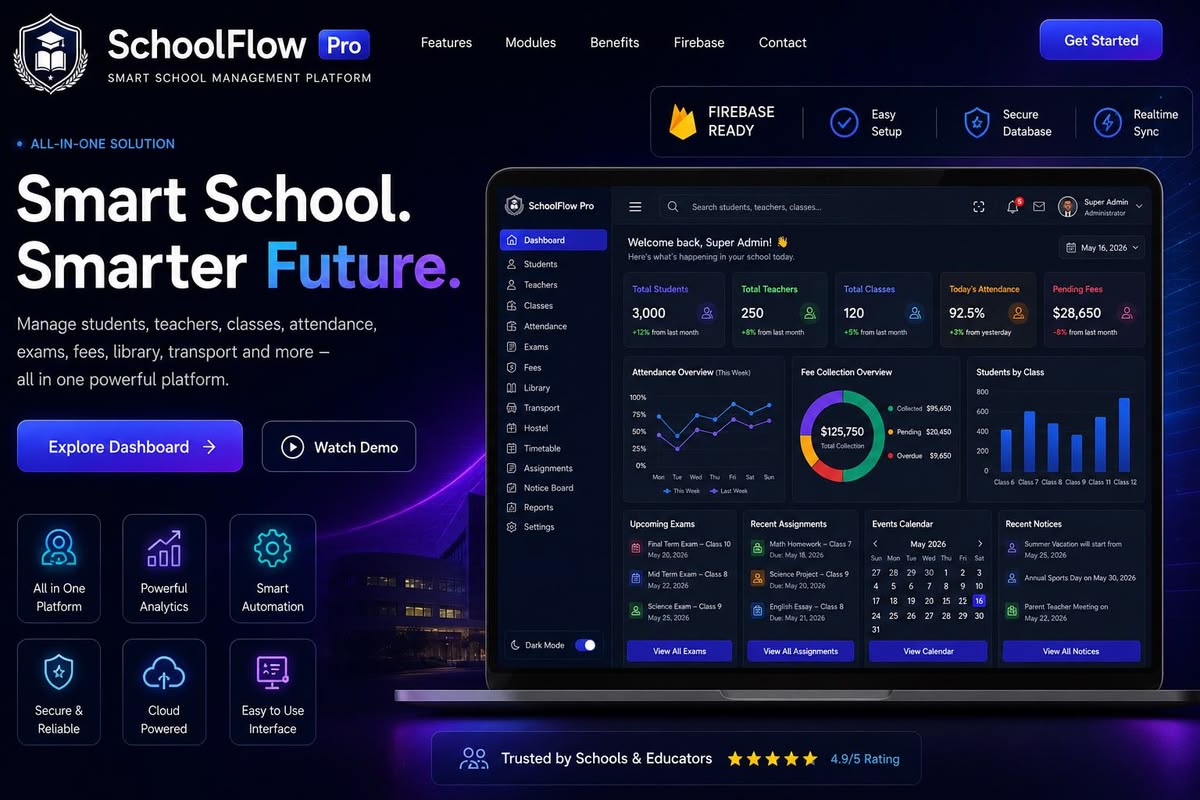 SchoolFlow Pro
SMART SCHOOL MANAGEMENT PLATFORM
Features
Modules
Benefits
Firebase
Contact
Get Started
FIREBASE
READY
Easy
Setup
Secure
Database
Realtime
Sync
ALL-IN-ONE SOLUTION
Smart School.
Smarter Future.
Manage students, teachers, classes, attendance,
exams, fees, library, transport and more –
all in one powerful platform.
Explore Dashboard →
Watch Demo
All in One
Platform
Powerful
Analytics
Smart
Automation
Secure &
Reliable
Cloud
Powered
Easy to Use
Interface
SchoolFlow Pro
Dashboard
Students
Teachers
Classes
Attendance
Exams
Fees
Library
Transport
Hostel
Timetable
Assignments
Notice Board
Reports
Settings
Dark Mode
Search students, teachers, classes...
5
Super Admin
Administrator
Welcome back, Super Admin! 👋
Here's what's happening in your school today.
May 16, 2026
Total Students
3,000
+12% from last month
Total Teachers
250
+8% from last month
Total Classes
120
+5% from last month
Today's Attendance
92.5%
+3% from yesterday
Pending Fees
$28,650
-8% from last month
Attendance Overview (This Week)
100%
75%
50%
25%
0%
Mon Tue Wed Thu Fri Sat Sun
This Week Last Week
Fee Collection Overview
$125,750
Total Collection
Collected $95,650
Pending $20,450
Overdue $9,650
Students by Class
800
600
400
200
0
Class 6 Class 7 Class 8 Class 9 Class 11 Class 12
Upcoming Exams
Final Term Exam – Class 10
May 20, 2026
Mid Term Exam – Class 8
May 22, 2026
Science Exam – Class 9
May 25, 2026
View All Exams
Recent Assignments
Math Homework – Class 7
Due: May 18, 2026
Science Project – Class 9
Due: May 20, 2026
English Essay – Class 8
Due: May 21, 2026
View All Assignments
Events Calendar
May 2026
Sun Mon Tue Wed Thu Fri Sat
27 28 29 30 1 2 3
4 5 6 7 8 9 10
17 18 19 20 15 22 16
24 25 26 27 28 29 30
31
View Calendar
Recent Notices
Summer Vacation will start from
May 25, 2026
Annual Sports Day on May 30, 2026
Parent Teacher Meeting on
May 22, 2026
View All Notices
Trusted by Schools & Educators
4.9/5 Rating